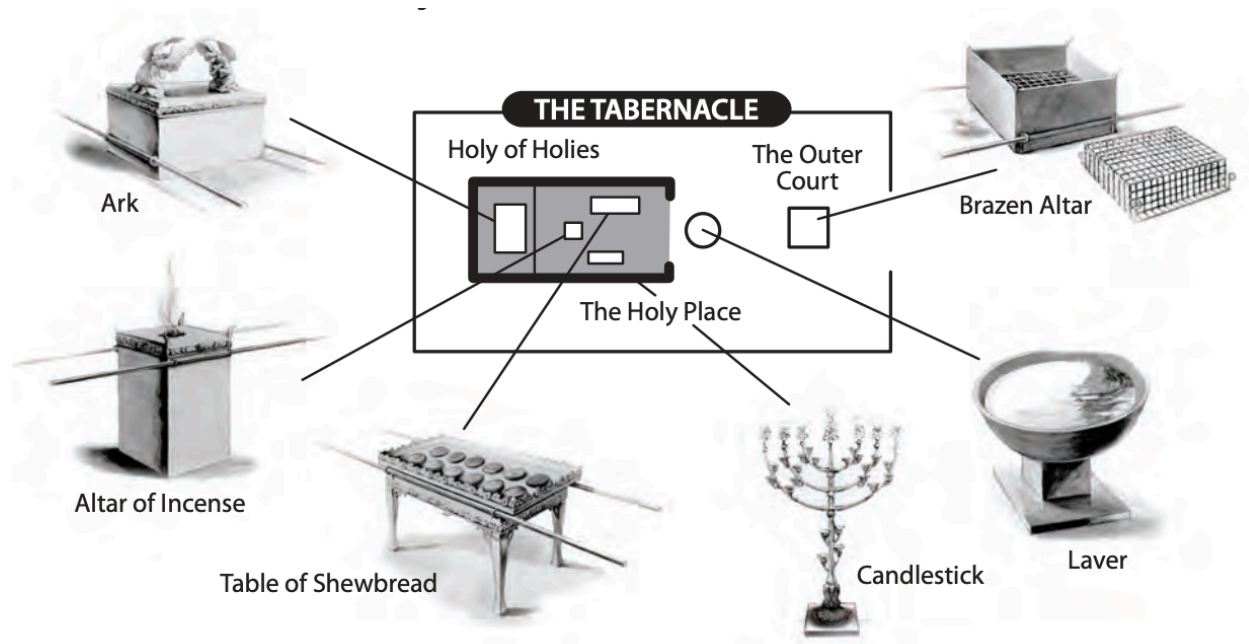 THE TABERNACLE
Holy of Holies
The Outer
Court
Ark
Brazen Altar
The Holy Place
Altar of Incense
Table of Shewbread
Candlestick
Laver